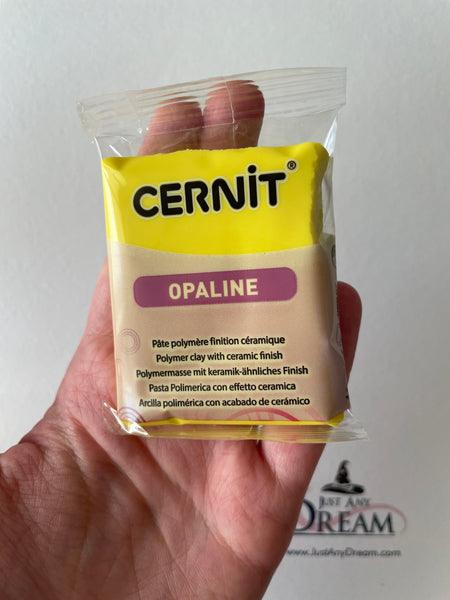 CERNiT®
OPALINE
Pâte polymère finition céramique
Polymer clay with ceramic finish
Polymermasse mit keramik-ähnliches Finish
Pasta Polimerica con effetto ceramica
Arcilla polimérica con acabado de cerámico
JUST ANY
DREAM
www.JustAnyDream.com